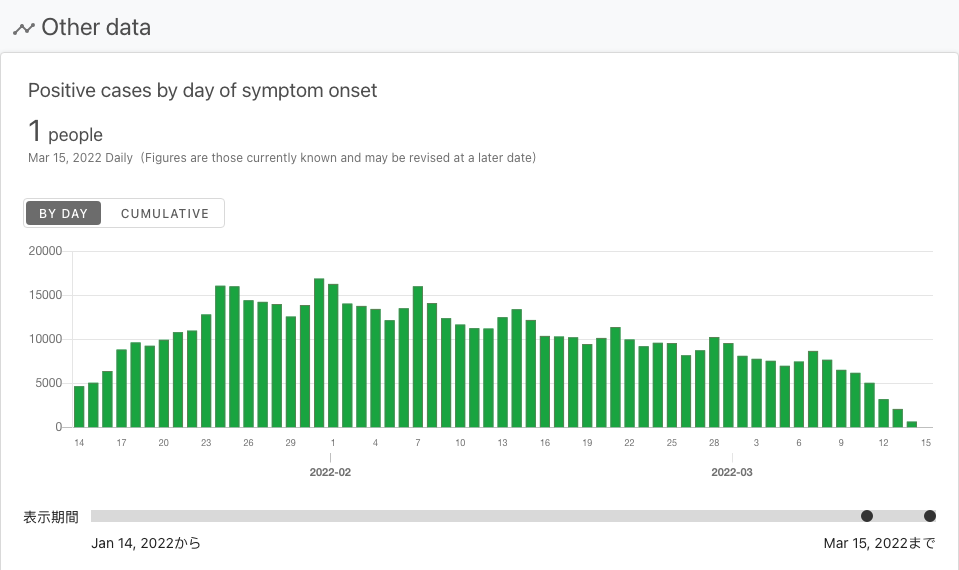 Other data
Positive cases by day of symptom onset
1 people
Mar 15, 2022 Daily (Figures are those currently known and may be revised at a later date)
BY DAY CUMULATIVE
20000
15000
10000
5000
0
14 17 20 23 26 29 1 4 7 10 13 16 19 22 25 28 3 6 9 12 15
2022-02 2022-03
表示期間
Jan 14, 2022から Mar 15, 2022まで